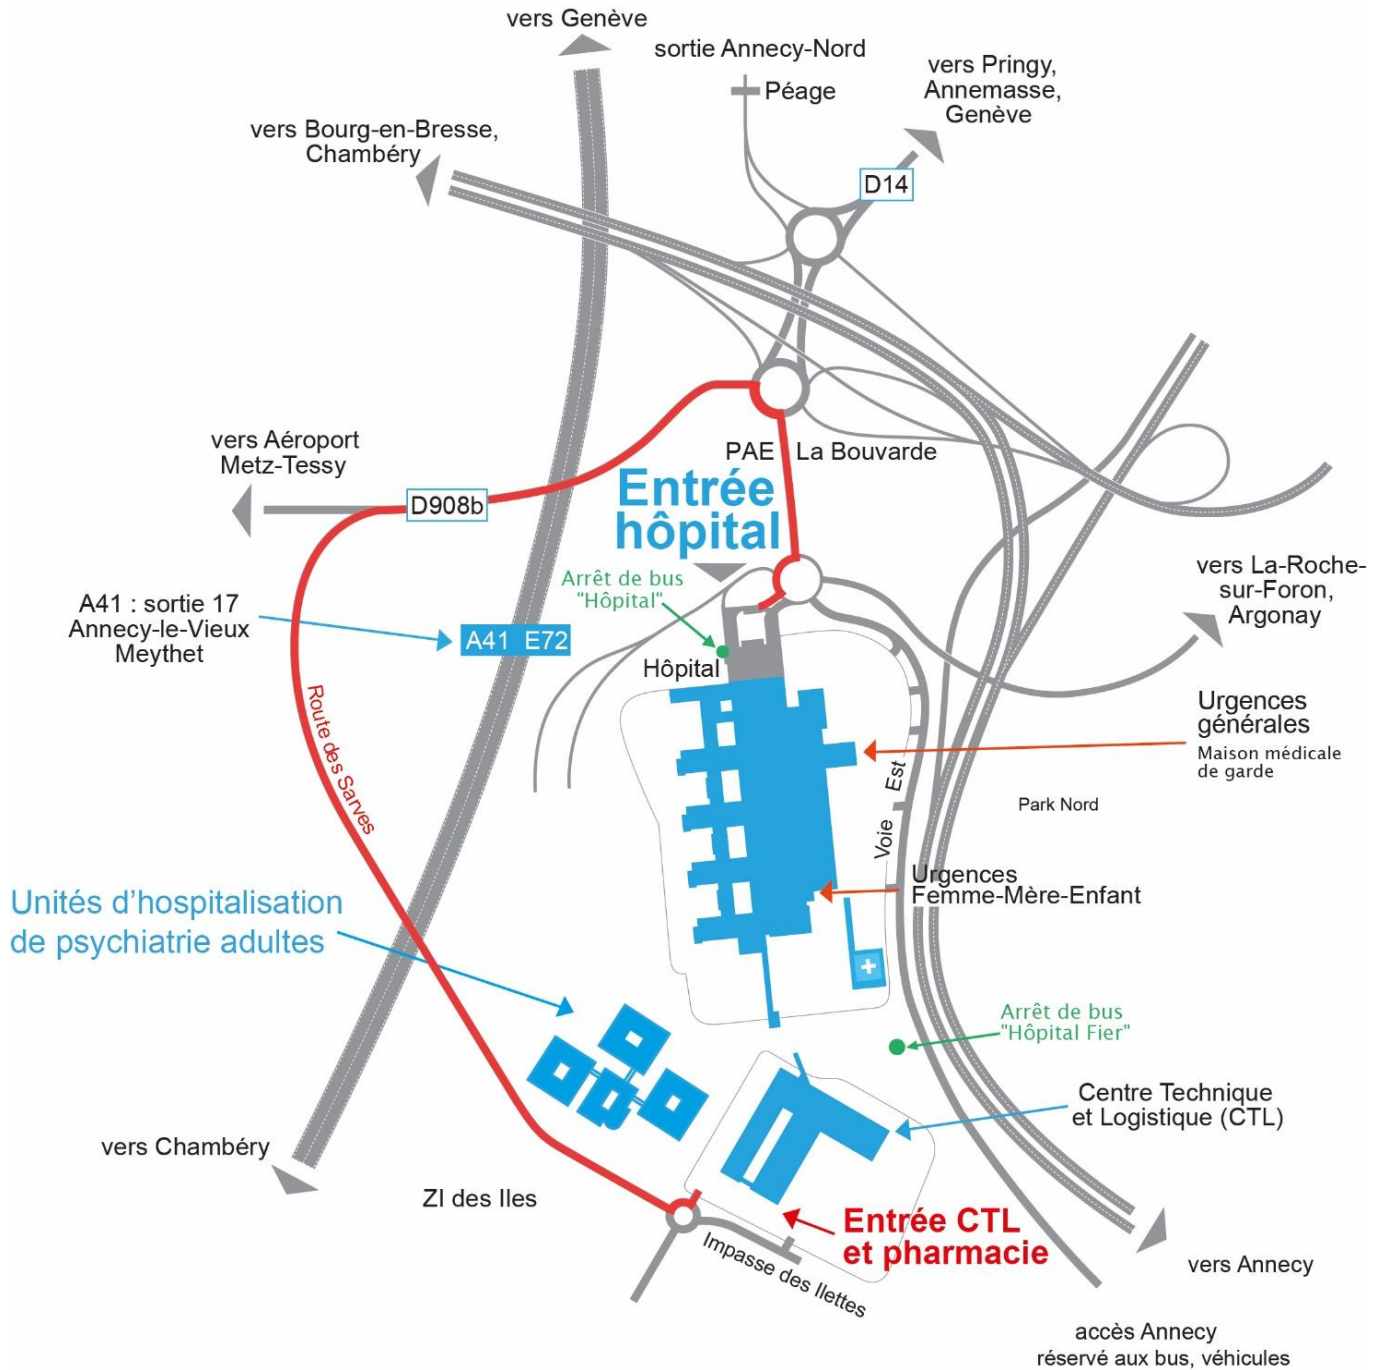 vers Genève
sortie Annecy-Nord
Péage
vers Pringy,
Annemasse,
Genève
vers Bourg-en-Bresse,
Chambéry
D14
vers Aéroport
Metz-Tessy
D908b
PAE La Bouvarde
Entrée
hôpital
Arrêt de bus
"Hôpital"
Hôpital
vers La-Roche-
sur-Foron,
Argonay
A41 : sortie 17
Annecy-le-Vieux
Meythet
A41 E72
Route des Sarves
Urgences
générales
Maison médicale
de garde
Park Nord
Voie Est
Urgences
Femme-Mère-Enfant
Unités d’hospitalisation
de psychiatrie adultes
Arrêt de bus
"Hôpital Fier"
Centre Technique
et Logistique (CTL)
vers Chambéry
ZI des Iles
Entrée CTL
et pharmacie
Impasse des Ilettes
vers Annecy
accès Annecy
réservé aux bus, véhicules